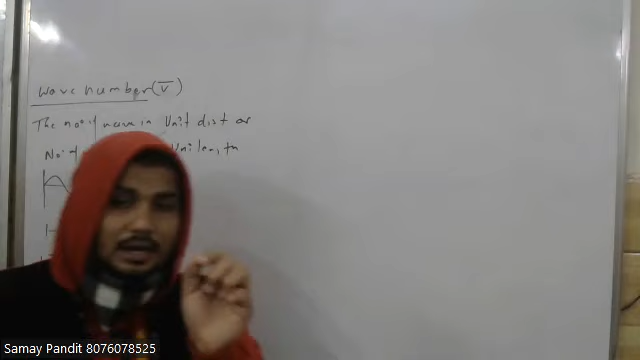 Wave number (v̅)
The no. of wave in Unit dist or
No. of Unit length
Samay Pandit 8076078525